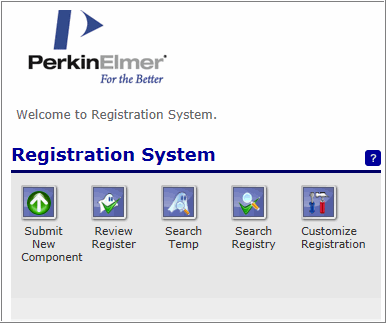 PerkinElmer
For the Better
Welcome to Registration System.
Registration System
?
Submit
New
Component
Review
Register
Search
Temp
Search
Registry
Customize
Registration